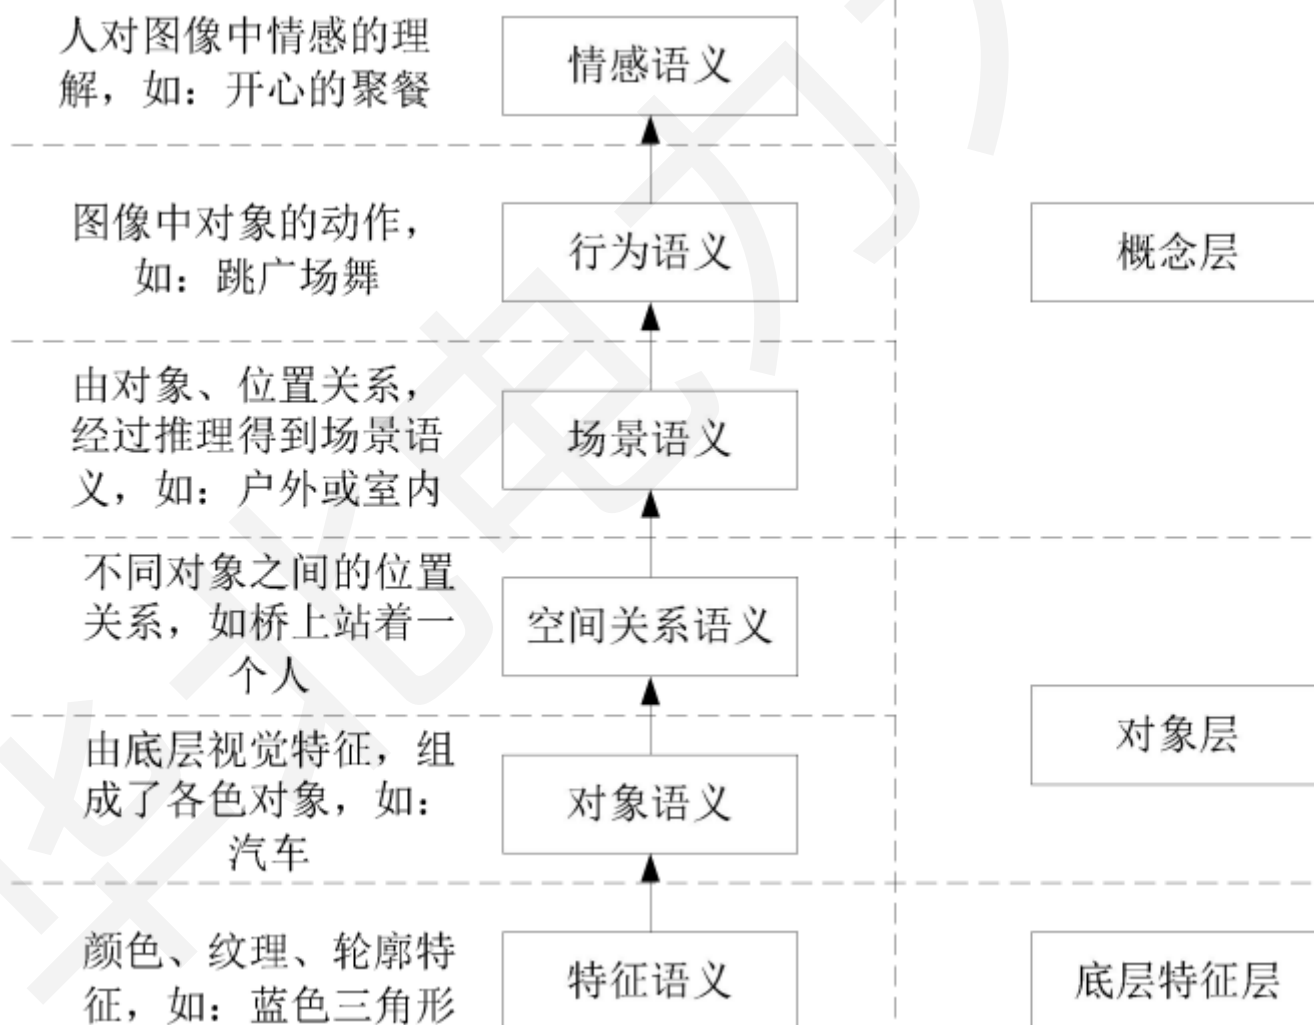 人对图像中情感的理
解，如：开心的聚餐
情感语义
图像中对象的动作，
如：跳广场舞
行为语义
概念层
由对象、位置关系，
经过推理得到场景语
义，如：户外或室内
场景语义
不同对象之间的位置
关系，如桥上站着一
个人
空间关系语义
对象层
由底层视觉特征，组
成了各色对象，如：
汽车
对象语义
颜色、纹理、轮廓特
征，如：蓝色三角形
特征语义
底层特征层
华北电力